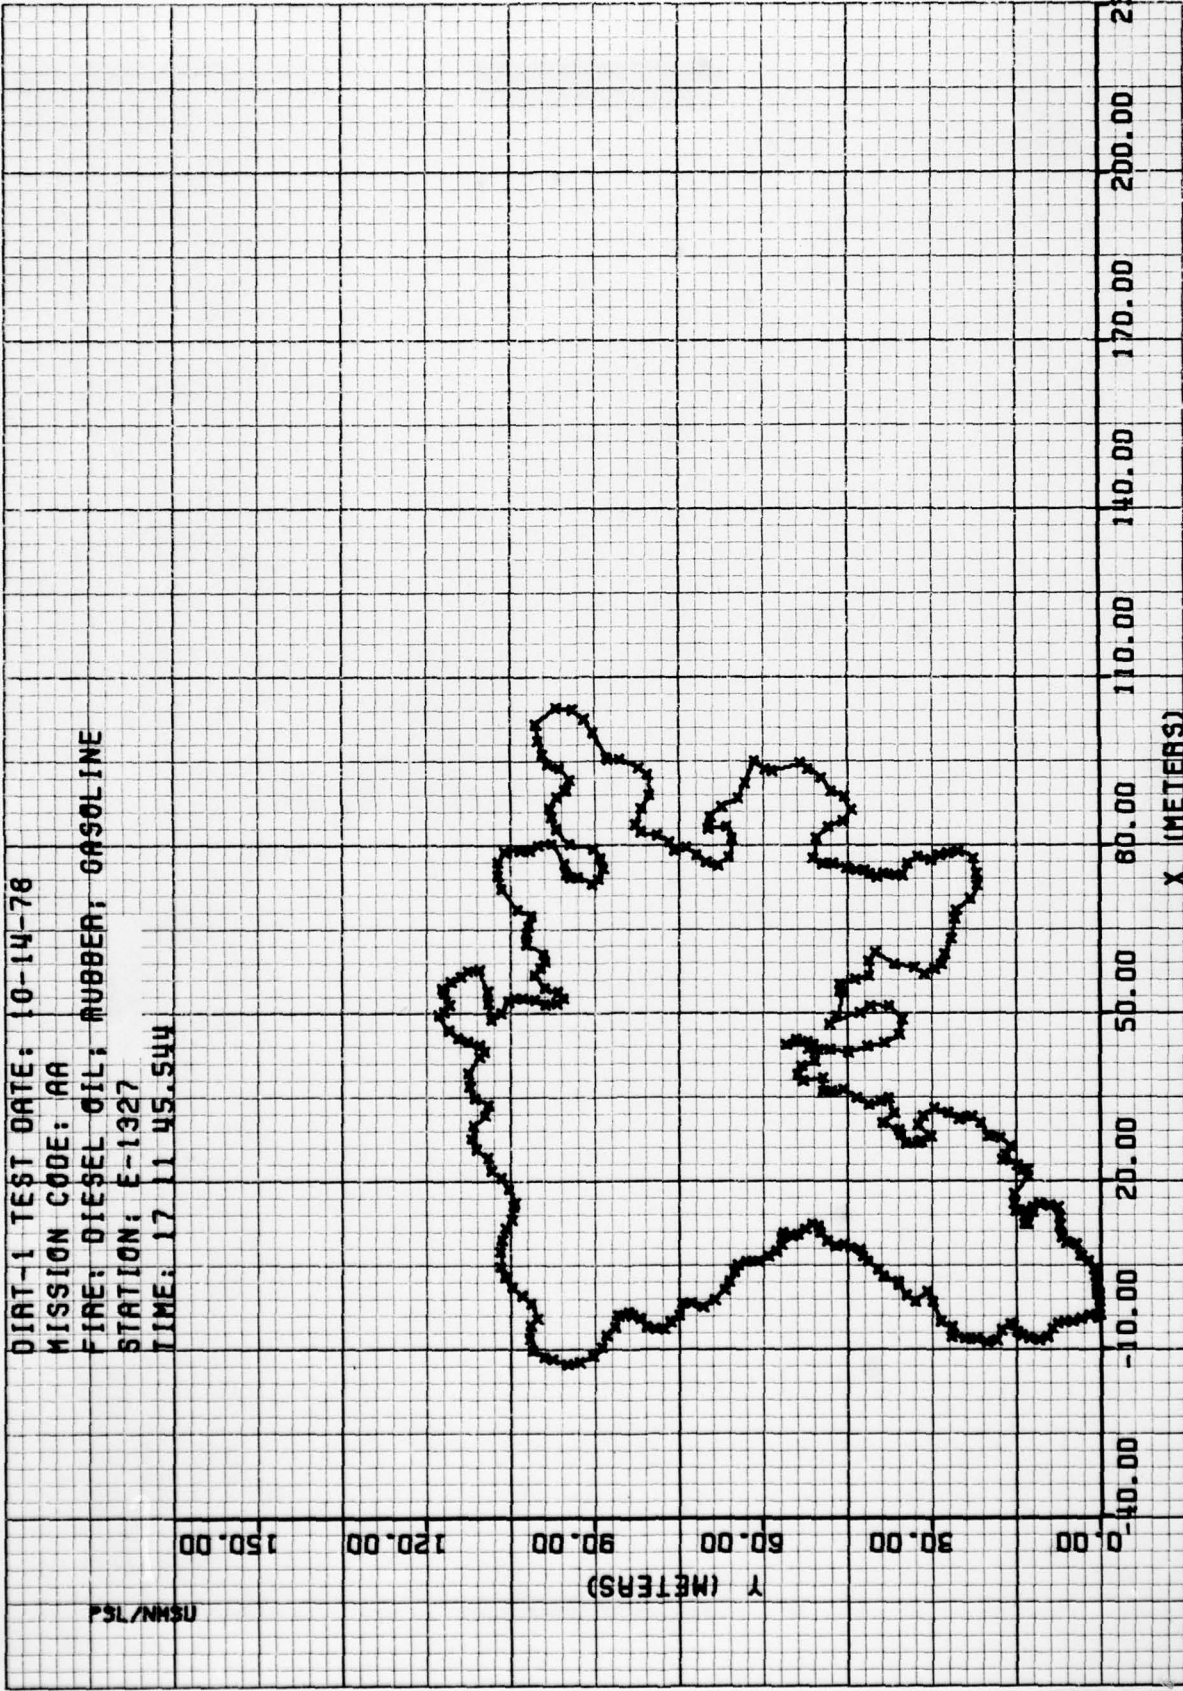 DIRT-1 TEST DATE: 10-14-78
MISSION CODE: AA
FIRE: DIESEL OIL; RUBBER; GASOLINE
STATION: E-1327
TIME: 17 11 45.544
PSL/NMSU
Y (METERS)
150.00
120.00
90.00
60.00
30.00
0.00
X (METERS)
-40.00
-10.00
20.00
50.00
80.00
110.00
140.00
170.00
200.00